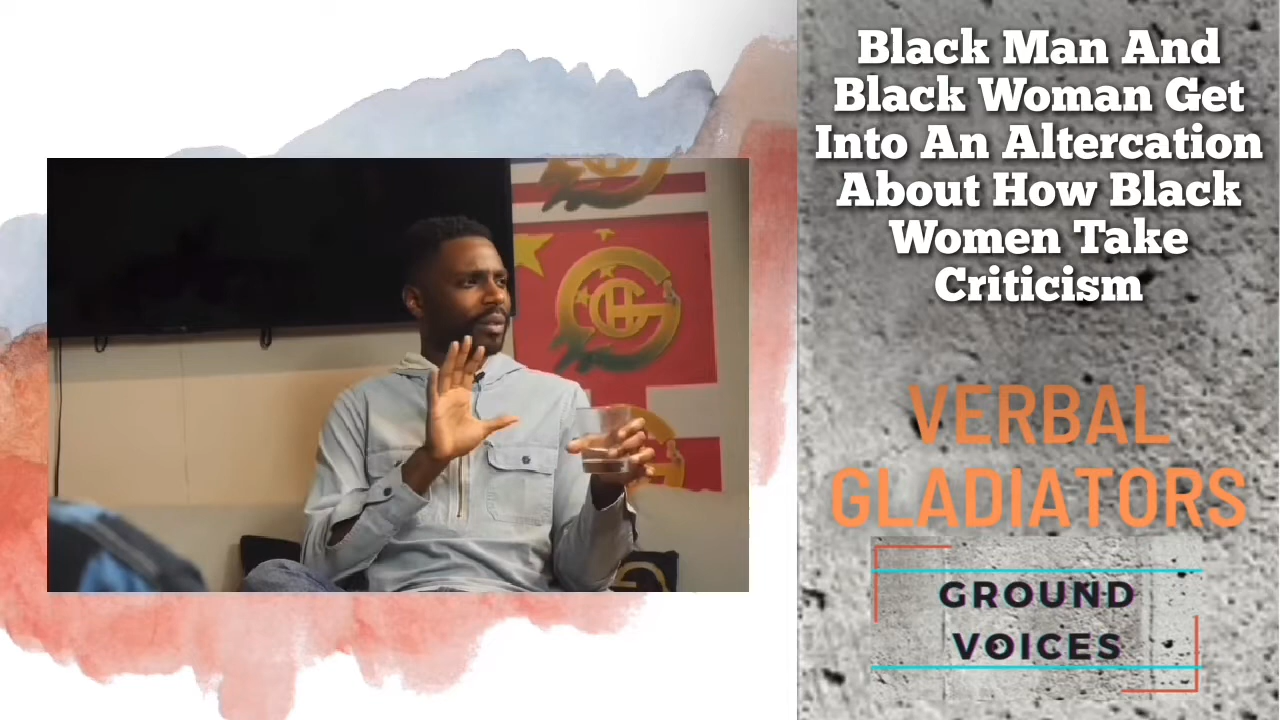 Black Man And
Black Woman Get
Into An Altercation
About How Black
Women Take
Criticism
VERBAL
GLADIATORS
GROUND
VOICES